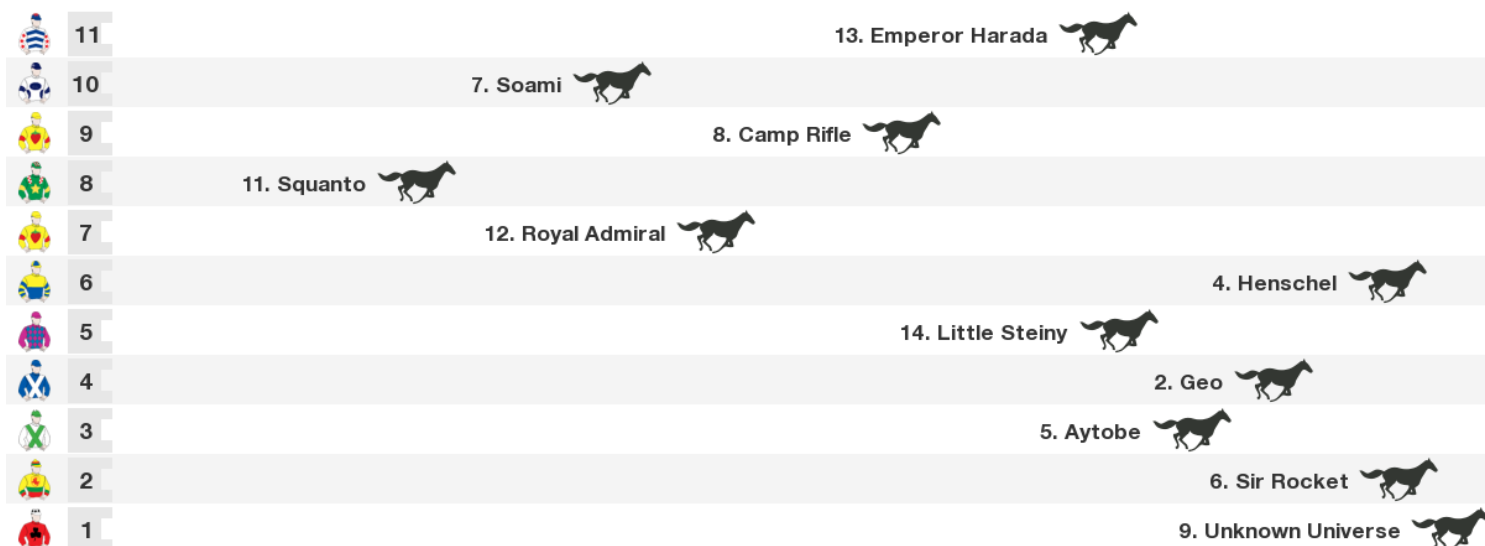 11 13. Emperor Harada
10 7. Soami
9 8. Camp Rifle
8 11. Squanto
7 12. Royal Admiral
6 4. Henschel
5 14. Little Steiny
4 2. Geo
3 5. Aytobe
2 6. Sir Rocket
1 9. Unknown Universe